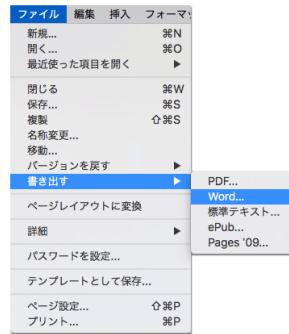 ファイル 編集 挿入 フォーマッ
新規... ⌘N
開く... ⌘O
最近使った項目を開く ▶
閉じる ⌘W
保存... ⌘S
複製 ⇧⌘S
名称変更...
移動...
バージョンを戻す ▶
書き出す ▶
PDF...
Word...
標準テキスト...
ePub...
Pages '09...
ページレイアウトに変換
詳細 ▶
パスワードを設定...
テンプレートとして保存...
ページ設定... ⇧⌘P
プリント... ⌘P